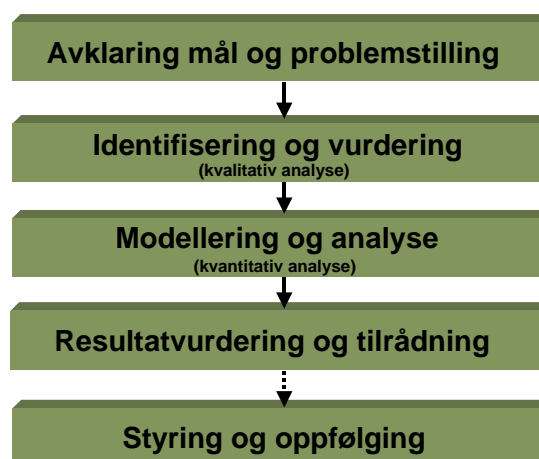 Avklaring mål og problemstilling
Identifisering og vurdering
(kvalitativ analyse)
Modellering og analyse
(kvantitativ analyse)
Resultatvurdering og tilrådning
Styring og oppfølging